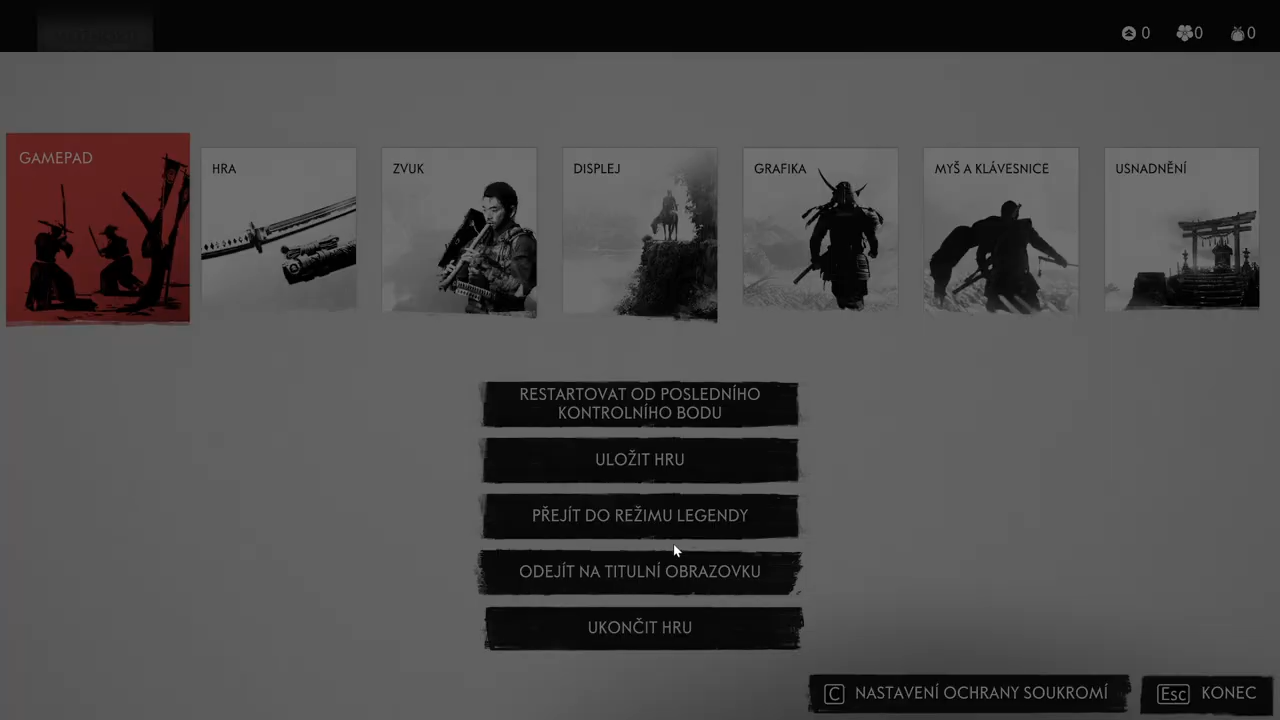 0 0 0
GAMEPAD
HRA
ZVUK
DISPLEJ
GRAFIKA
MYŠ A KLÁVESNICE
USNADNĚNÍ
RESTARTOVAT OD POSLEDNÍHO
KONTROLNÍHO BODU
ULOŽIT HRU
PŘEJÍT DO REŽIMU LEGENDY
ODEJÍT NA TITULNÍ OBRAZOVKU
UKONČIT HRU
C NASTAVENÍ OCHRANY SOUKROMÍ
Esc KONEC